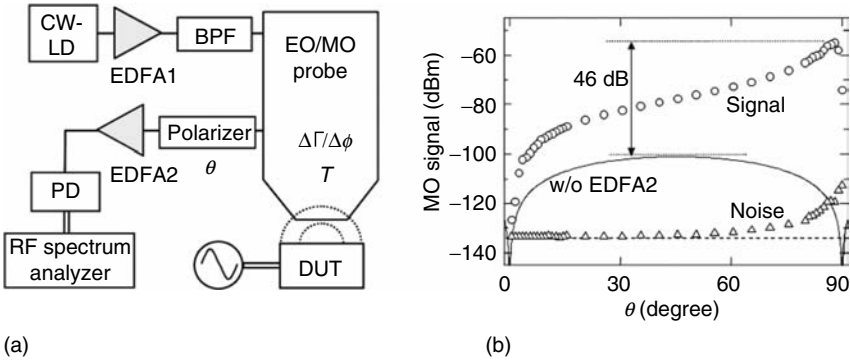 CW-
LD
EDFA1
BPF
EO/MO
probe
EDFA2
Polarizer
θ
ΔΓ/Δϕ
T
PD
RF spectrum
analyzer
DUT
(a)
MO signal (dBm)
−60
−80
−100
−120
−140
46 dB
Signal
w/o EDFA2
Noise
0
30
60
90
θ (degree)
(b)